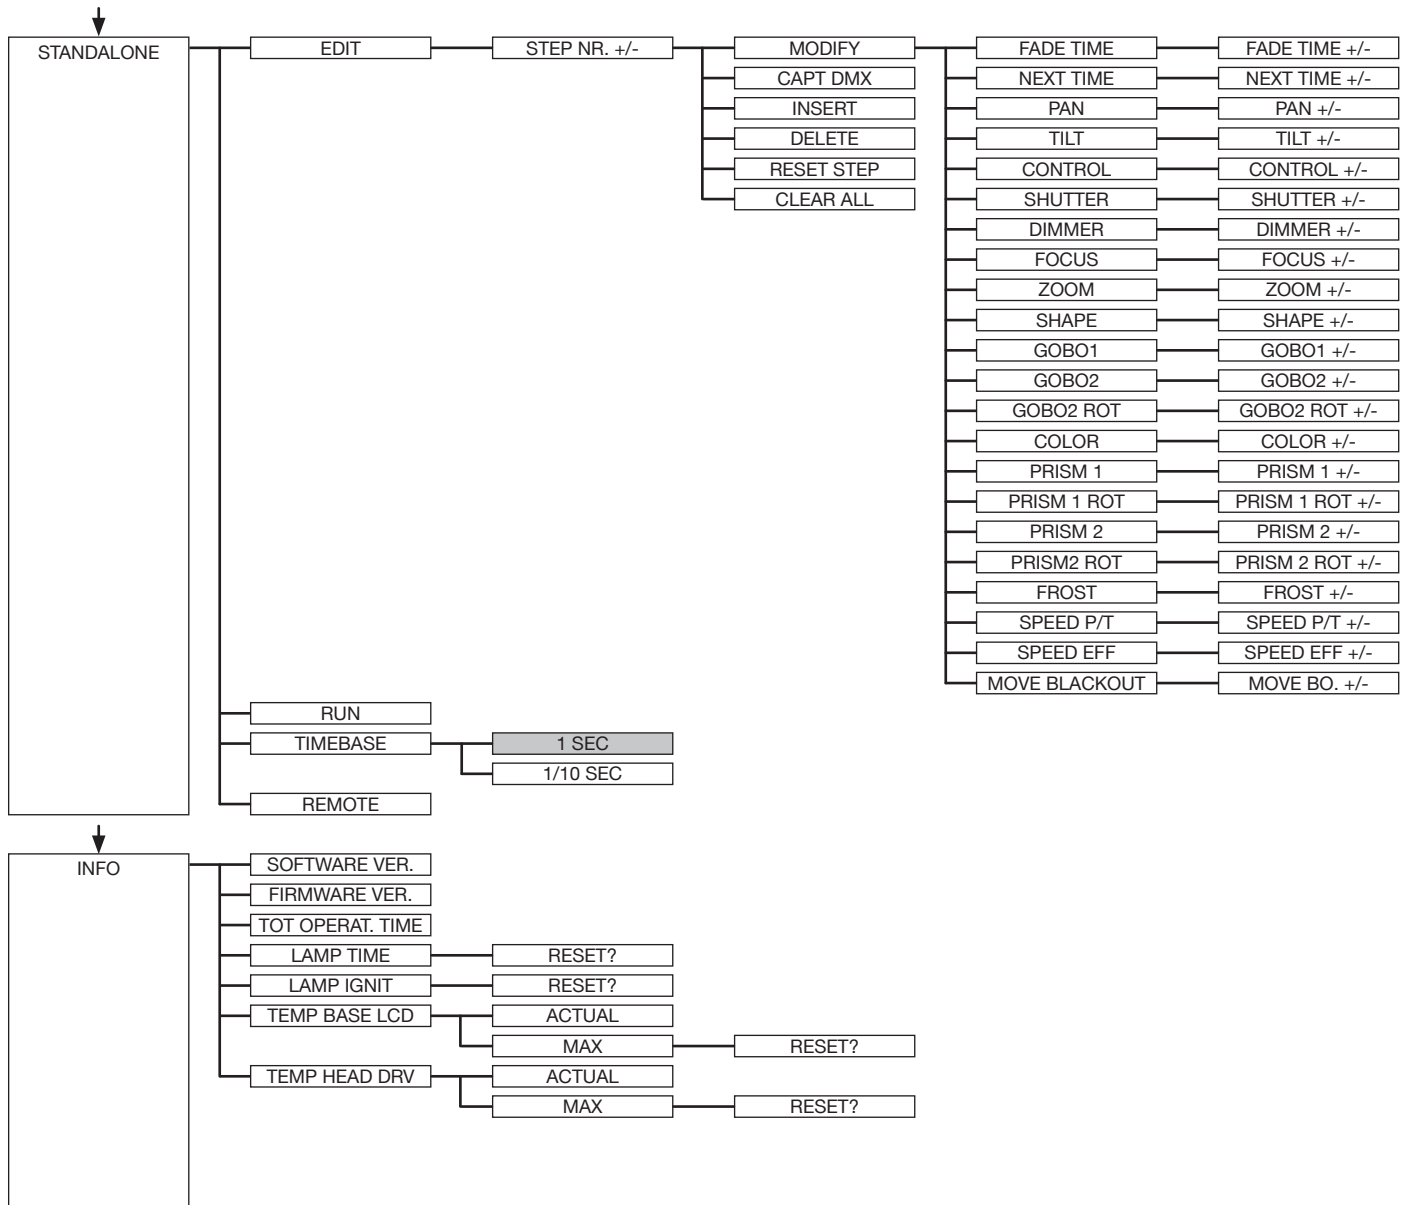 STANDALONE EDIT STEP NR. +/- MODIFY FADE TIME FADE TIME +/-
CAPT DMX NEXT TIME NEXT TIME +/-
INSERT PAN PAN +/-
DELETE TILT TILT +/-
RESET STEP CONTROL CONTROL +/-
CLEAR ALL SHUTTER SHUTTER +/-
DIMMER DIMMER +/-
FOCUS FOCUS +/-
ZOOM ZOOM +/-
SHAPE SHAPE +/-
GOBO1 GOBO1 +/-
GOBO2 GOBO2 +/-
GOBO2 ROT GOBO2 ROT +/-
COLOR COLOR +/-
PRISM 1 PRISM 1 +/-
PRISM 1 ROT PRISM 1 ROT +/-
PRISM 2 PRISM 2 +/-
PRISM2 ROT PRISM 2 ROT +/-
FROST FROST +/-
SPEED P/T SPEED P/T +/-
SPEED EFF SPEED EFF +/-
MOVE BLACKOUT MOVE BO. +/-
RUN
TIMEBASE 1 SEC
1/10 SEC
REMOTE
INFO SOFTWARE VER.
FIRMWARE VER.
TOT OPERAT. TIME
LAMP TIME RESET?
LAMP IGNIT RESET?
TEMP BASE LCD ACTUAL
MAX RESET?
TEMP HEAD DRV ACTUAL
MAX RESET?